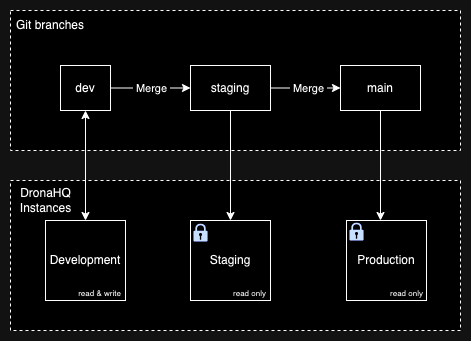 Git branches
dev
Merge
staging
Merge
main
DronaHQ
Instances
Development
read & write
Staging
read only
Production
read only